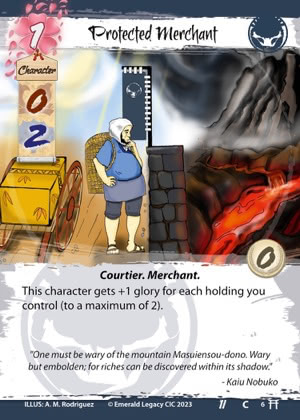 1
Protected Merchant
Character
0
2
0
Courtier. Merchant.
This character gets +1 glory for each holding you
control (to a maximum of 2).
"One must be wary of the mountain Masuiensou-dono. Wary
but embolden; for riches can be discovered within its shadow."
- Kaiu Nobuko
ILLUS: A. M. Rodriguez © Emerald Legacy CIC 2023 C 6